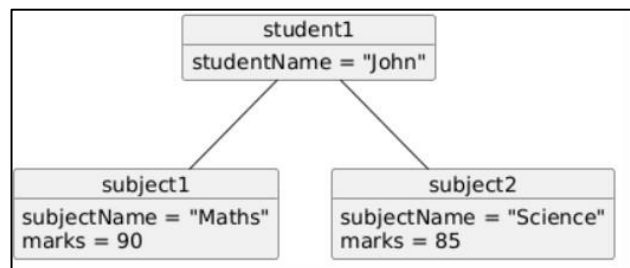 student1
studentName = "John"
subject1
subjectName = "Maths"
marks = 90
subject2
subjectName = "Science"
marks = 85